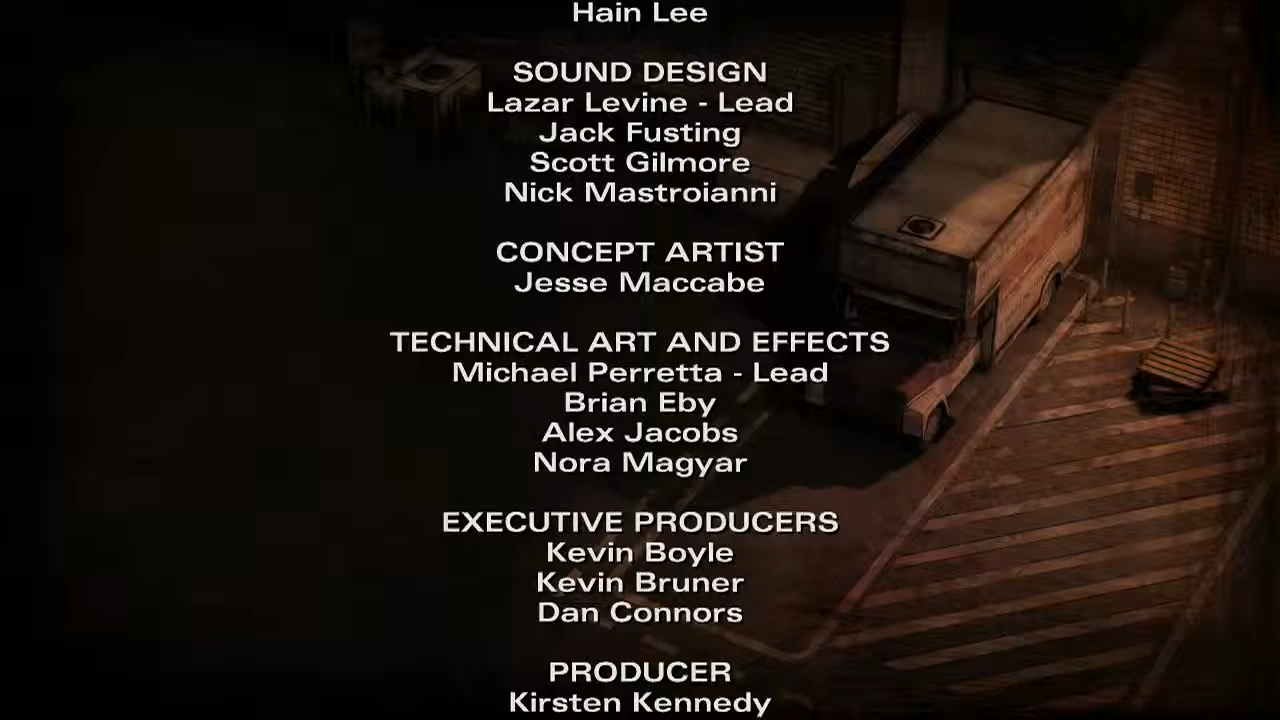 Hain Lee
SOUND DESIGN
Lazar Levine - Lead
Jack Fusting
Scott Gilmore
Nick Mastroianni
CONCEPT ARTIST
Jesse Maccabe
TECHNICAL ART AND EFFECTS
Michael Perretta - Lead
Brian Eby
Alex Jacobs
Nora Magyar
EXECUTIVE PRODUCERS
Kevin Boyle
Kevin Bruner
Dan Connors
PRODUCER
Kirsten Kennedy